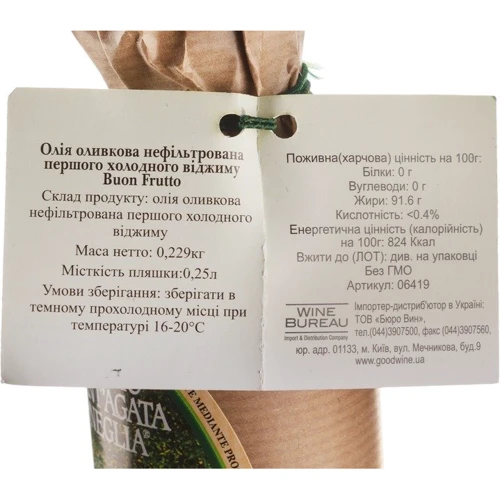 Олія оливкова нефільтрована
першого холодного віджиму
Buon Frutto
Склад продукту: олія оливкова
нефільтрована першого холодного
віджиму
Маса нетто: 0,229кг
Місткість пляшки:0,25л
Умови зберігання: зберігати в
темному прохолодному місці при
температурі 16-20°С
Поживна(харчова) цінність на 100г:
Білки: 0 г
Вуглеводи: 0 г
Жири: 91.6 г
Кислотність: <0.4%
Енергетична цінність (калорійність)
на 100г: 824 Ккал
Вжити до (ЛОТ): див. на упаковці
Без ГМО
Артикул: 06419
WINE
BUREAU
Import & Distribution Company
Імпортер-дистриб'ютор в Україні:
ТОВ «Бюро Вин»,
тел.(044)3907500, факс (044)3907560,
юр. адр. 01133, м. Київ, вул. Мечникова, буд.9
www.goodwine.ua
AGATA
NEGLIA®
E MEDIANTE PRO